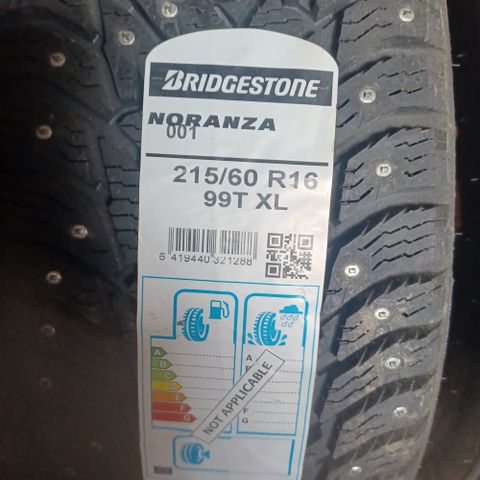 BRIDGESTONE
NORANZA
001
215/60 R16
99T XL
6 419440 321288
A
B
C
D
E
F
G
A
F
G
NOT APPLICABLE